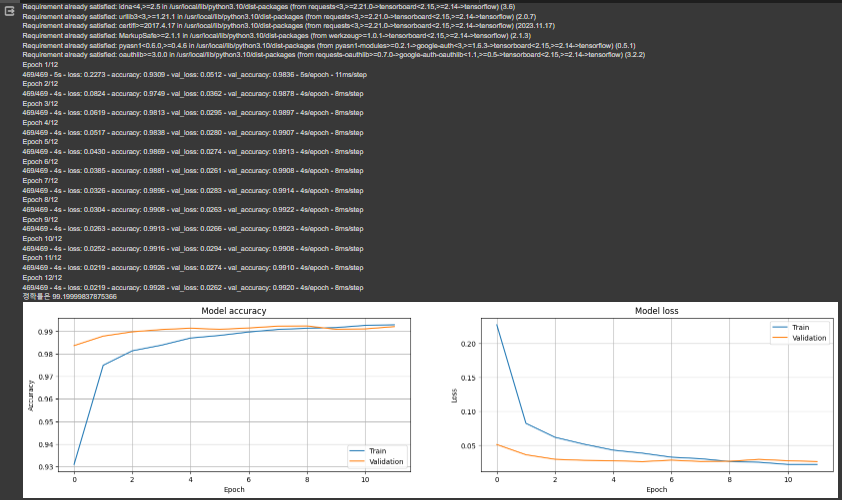 Requirement already satisfied: idna<4,>=2.5 in /usr/local/lib/python3.10/dist-packages (from requests<3,>=2.21.0->tensorboard<2.15,>=2.14->tensorflow) (3.6)
Requirement already satisfied: urllib3<3,>=1.21.1 in /usr/local/lib/python3.10/dist-packages (from requests<3,>=2.21.0->tensorboard<2.15,>=2.14->tensorflow) (2.0.7)
Requirement already satisfied: certifi>=2017.4.17 in /usr/local/lib/python3.10/dist-packages (from requests<3,>=2.21.0->tensorboard<2.15,>=2.14->tensorflow) (2023.11.17)
Requirement already satisfied: MarkupSafe>=2.1.1 in /usr/local/lib/python3.10/dist-packages (from werkzeug>=1.0.1->tensorboard<2.15,>=2.14->tensorflow) (2.1.3)
Requirement already satisfied: pyasn1<0.6.0,>=0.4.6 in /usr/local/lib/python3.10/dist-packages (from pyasn1-modules>=0.2.1->google-auth<3,>=1.6.3->tensorboard<2.15,>=2.14->tensorflow) (0.5.1)
Requirement already satisfied: oauthlib>=3.0.0 in /usr/local/lib/python3.10/dist-packages (from requests-oauthlib>=0.7.0->google-auth-oauthlib<1.1,>=0.5->tensorboard<2.15,>=2.14->tensorflow) (3.2.2)
Epoch 1/12
469/469 - 5s - loss: 0.2273 - accuracy: 0.9309 - val_loss: 0.0512 - val_accuracy: 0.9836 - 5s/epoch - 11ms/step
Epoch 2/12
469/469 - 4s - loss: 0.0824 - accuracy: 0.9749 - val_loss: 0.0362 - val_accuracy: 0.9878 - 4s/epoch - 8ms/step
Epoch 3/12
469/469 - 4s - loss: 0.0619 - accuracy: 0.9813 - val_loss: 0.0295 - val_accuracy: 0.9897 - 4s/epoch - 8ms/step
Epoch 4/12
469/469 - 4s - loss: 0.0517 - accuracy: 0.9838 - val_loss: 0.0280 - val_accuracy: 0.9907 - 4s/epoch - 8ms/step
Epoch 5/12
469/469 - 4s - loss: 0.0430 - accuracy: 0.9869 - val_loss: 0.0274 - val_accuracy: 0.9913 - 4s/epoch - 8ms/step
Epoch 6/12
469/469 - 4s - loss: 0.0385 - accuracy: 0.9881 - val_loss: 0.0261 - val_accuracy: 0.9908 - 4s/epoch - 8ms/step
Epoch 7/12
469/469 - 4s - loss: 0.0326 - accuracy: 0.9896 - val_loss: 0.0283 - val_accuracy: 0.9914 - 4s/epoch - 8ms/step
Epoch 8/12
469/469 - 4s - loss: 0.0304 - accuracy: 0.9908 - val_loss: 0.0263 - val_accuracy: 0.9922 - 4s/epoch - 8ms/step
Epoch 9/12
469/469 - 4s - loss: 0.0263 - accuracy: 0.9913 - val_loss: 0.0266 - val_accuracy: 0.9923 - 4s/epoch - 8ms/step
Epoch 10/12
469/469 - 4s - loss: 0.0252 - accuracy: 0.9916 - val_loss: 0.0294 - val_accuracy: 0.9908 - 4s/epoch - 8ms/step
Epoch 11/12
469/469 - 4s - loss: 0.0219 - accuracy: 0.9926 - val_loss: 0.0274 - val_accuracy: 0.9910 - 4s/epoch - 8ms/step
Epoch 12/12
469/469 - 4s - loss: 0.0219 - accuracy: 0.9928 - val_loss: 0.0262 - val_accuracy: 0.9920 - 4s/epoch - 8ms/step
정확률은 99.1999983787537
Model accuracy
0.99
0.98
0.97
0.96
0.95
0.94
0.93
Accuracy
0 2 4 6 8 10
Epoch
Train
Validation
Model loss
0.20
0.15
0.10
0.05
Loss
0 2 4 6 8 10
Epoch
Train
Validation